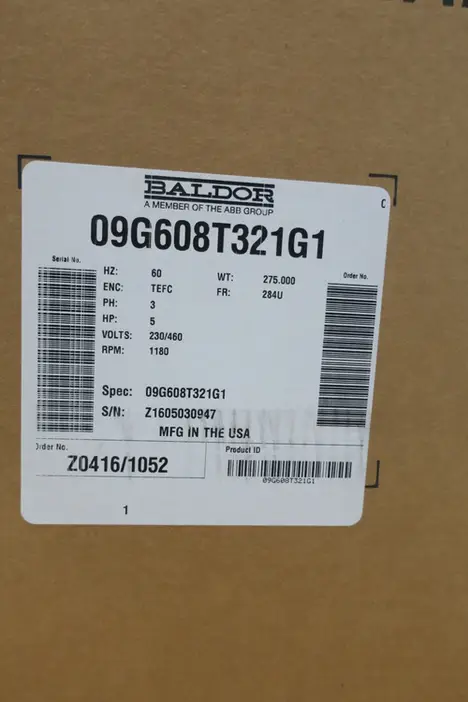 BALDOR
A MEMBER OF THE ABB GROUP
C
09G608T321G1
Serial No.
Order No.
HZ: 60 WT: 275.000
ENC: TEFC FR: 284U
PH: 3
HP: 5
VOLTS: 230/460
RPM: 1180
Spec: 09G608T321G1
S/N: Z1605030947
MFG IN THE USA
Order No.
Z0416/1052
Product ID
09G608T321G1
1